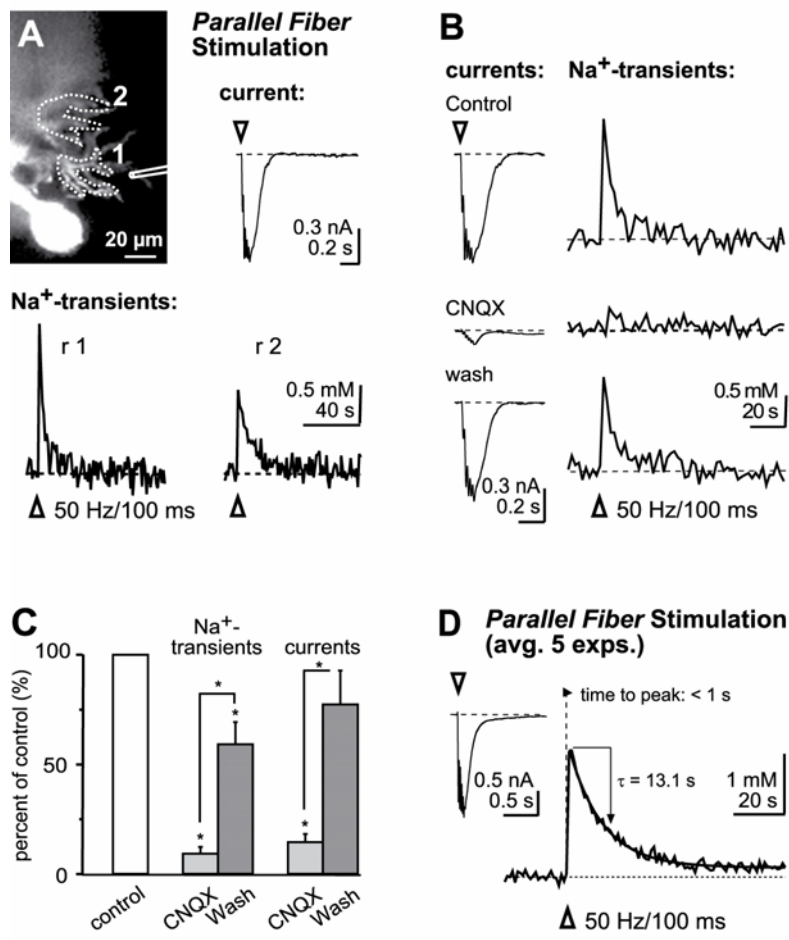 A
Parallel Fiber
Stimulation
current:
2
1
20 µm
0.3 nA
0.2 s
Na+-transients:
r 1
r 2
0.5 mM
40 s
50 Hz/100 ms
B
currents:
Na+-transients:
Control
CNQX
wash
0.5 mM
20 s
0.3 nA
0.2 s
50 Hz/100 ms
C
Na+-
transients
currents
percent of control (%)
100
50
0
*
*
*
*
*
control
CNQX
Wash
CNQX
Wash
D
Parallel Fiber Stimulation
(avg. 5 exps.)
time to peak: < 1 s
0.5 nA
0.5 s
τ = 13.1 s
1 mM
20 s
50 Hz/100 ms